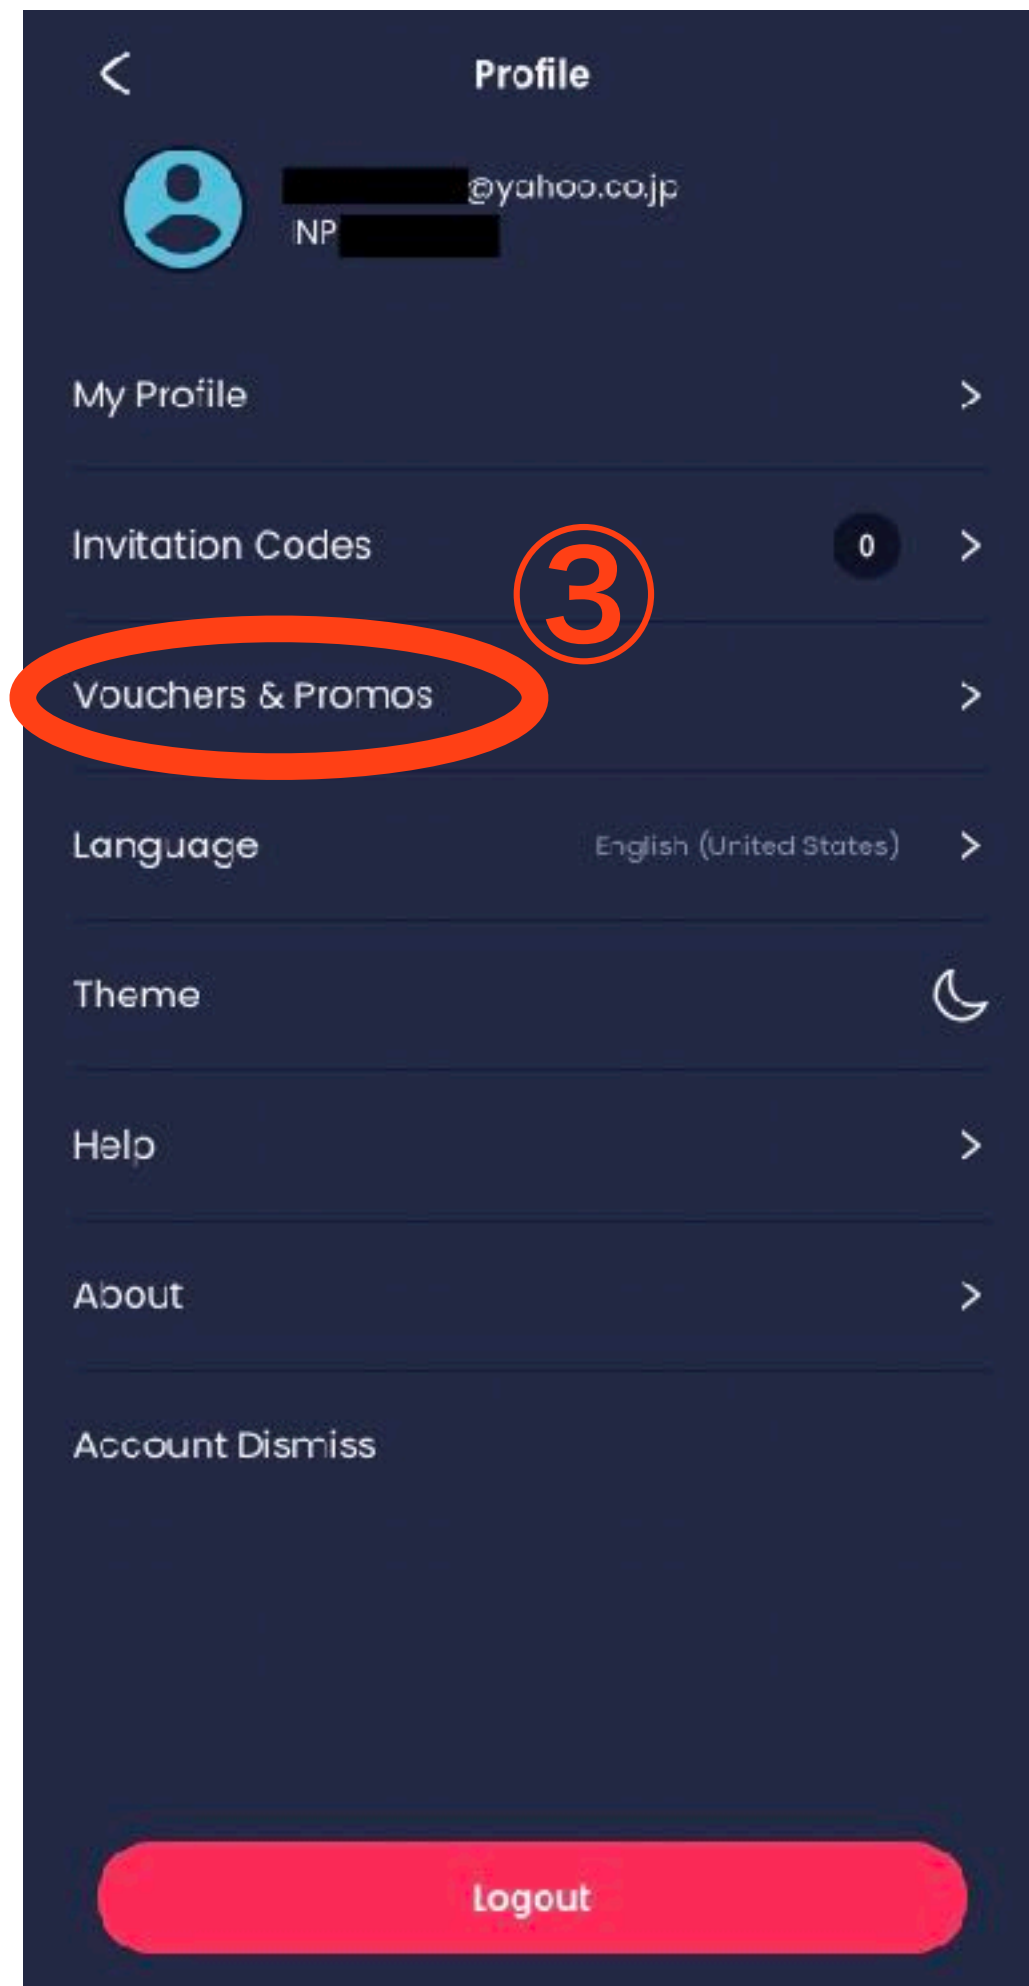 Profile
@yahoo.co.jp
NP
My Profile
Invitation Codes 0
③
Vouchers & Promos
Language English (United States)
Theme
Help
About
Account Dismiss
Logout